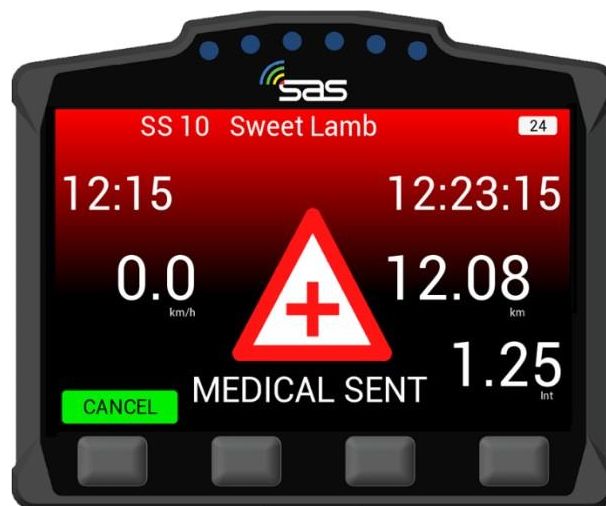 sas
SS 10 Sweet Lamb 24
12:15 12:23:15
0.0 12.08
km/h km
1.25
Int
MEDICAL SENT
CANCEL